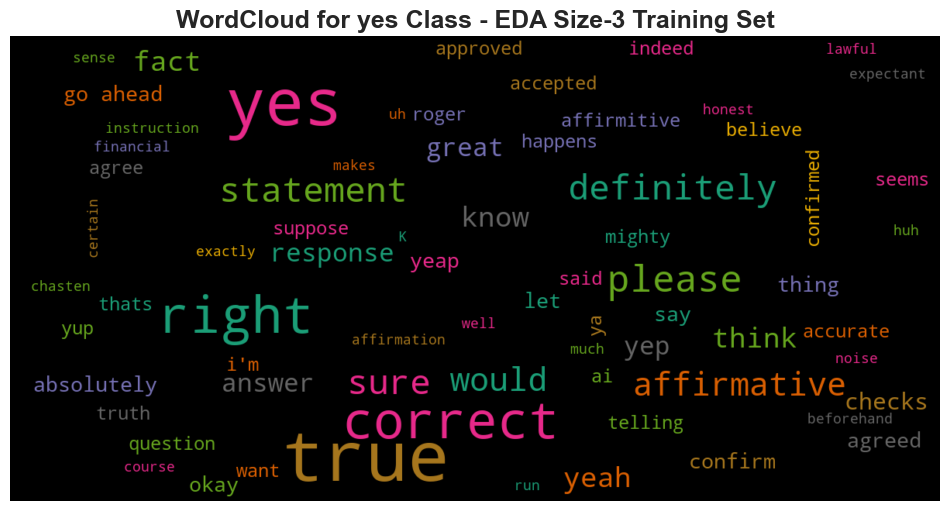 WordCloud for yes Class - EDA Size-3 Training Set
approved
indeed
lawful
sense
fact
expectant
go ahead
yes
accepted
honest
uh
roger
affirmitive
believe
instruction
financial
great
happens
agree
makes
confirmed
seems
statement
definitely
certain
know
suppose
K
mighty
huh
exactly
response
yeap
said
please
thing
chasten
thats
let
say
right
well
ya
yup
affirmation
much
yep
think
accurate
noise
i'm
absolutely
answer
sure
would
ai
affirmative
checks
truth
correct
telling
beforehand
question
agreed
true
course
want
yeah
confirm
okay
run